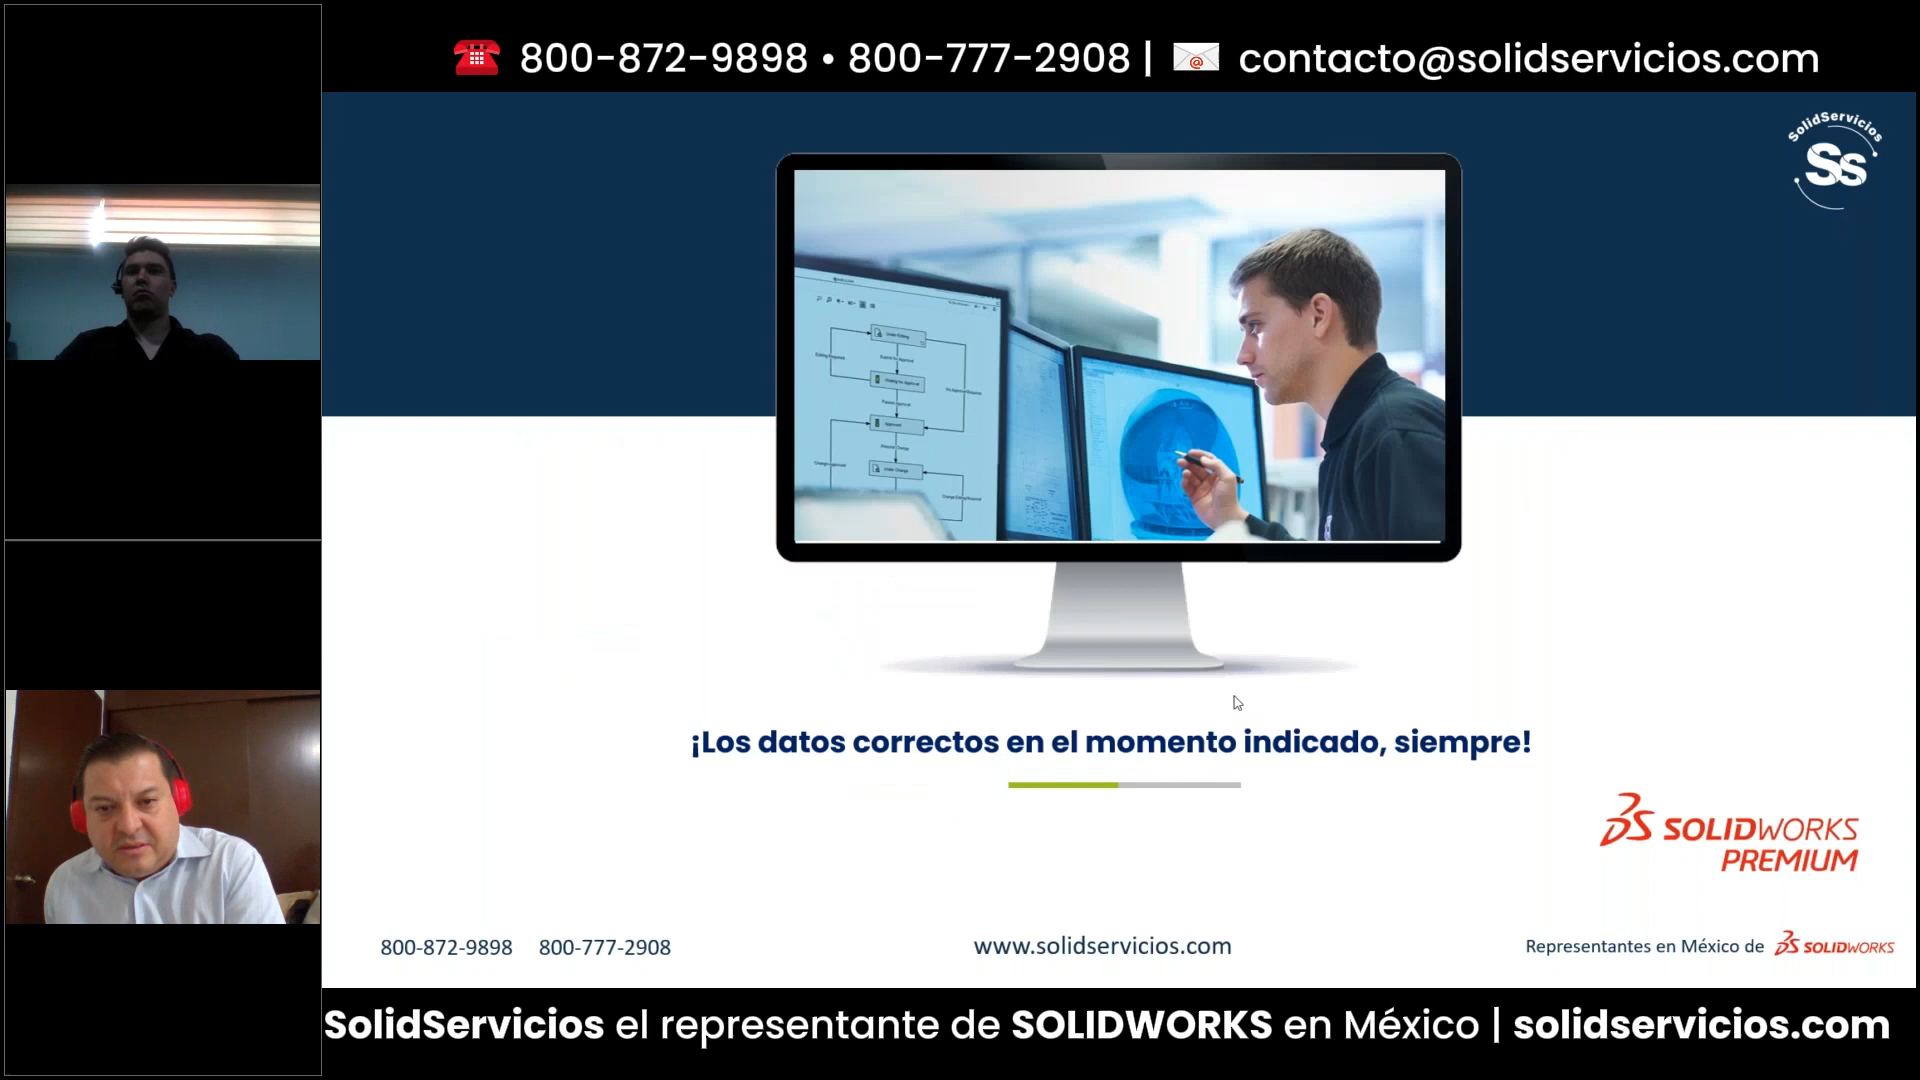 800-872-9898 • 800-777-2908 | @ contacto@solidservicios.com
SolidServicios
Ss
¡Los datos correctos en el momento indicado, siempre!
SOLIDWORKS
PREMIUM
800-872-9898 800-777-2908
www.solidservicios.com
Representantes en México de SOLIDWORKS
SolidServicios el representante de SOLIDWORKS en México | solidservicios.com